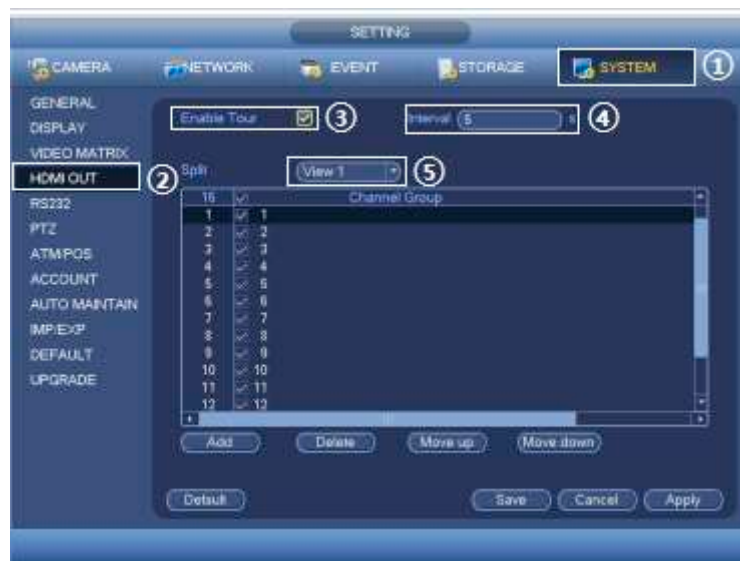 SETTING
CAMERA NETWORK EVENT STORAGE SYSTEM ①
GENERAL
DISPLAY
VIDEO MATRIX
HDMI OUT ②
RS232
PTZ
ATM/POS
ACCOUNT
AUTO MAINTAIN
IMP/EXP
DEFAULT
UPGRADE
Enable Tour ③ Interval 5 s ④
Split View 1 ⑤
16 Channel Group
1 1
2 2
3 3
4 4
5 5
6 6
7 7
8 8
9 9
10 10
11 11
12 12
Add Delete Move up Move down
Default Save Cancel Apply